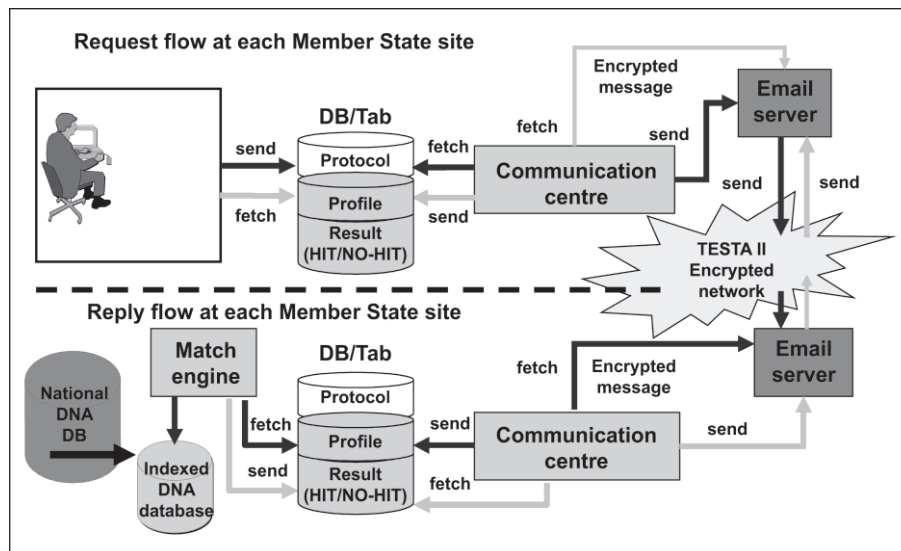 Request flow at each Member State site
DB/Tab
Protocol
Profile
Result
(HIT/NO-HIT)
send
fetch
fetch
send
Communication
centre
fetch
Encrypted
message
send
Email
server
send
send
TESTA II
Encrypted
network
Reply flow at each Member State site
National
DNA
DB
Match
engine
Indexed
DNA
database
fetch
send
DB/Tab
Protocol
Profile
Result
(HIT/NO-HIT)
send
fetch
Communication
centre
fetch
Encrypted
message
send
Email
server